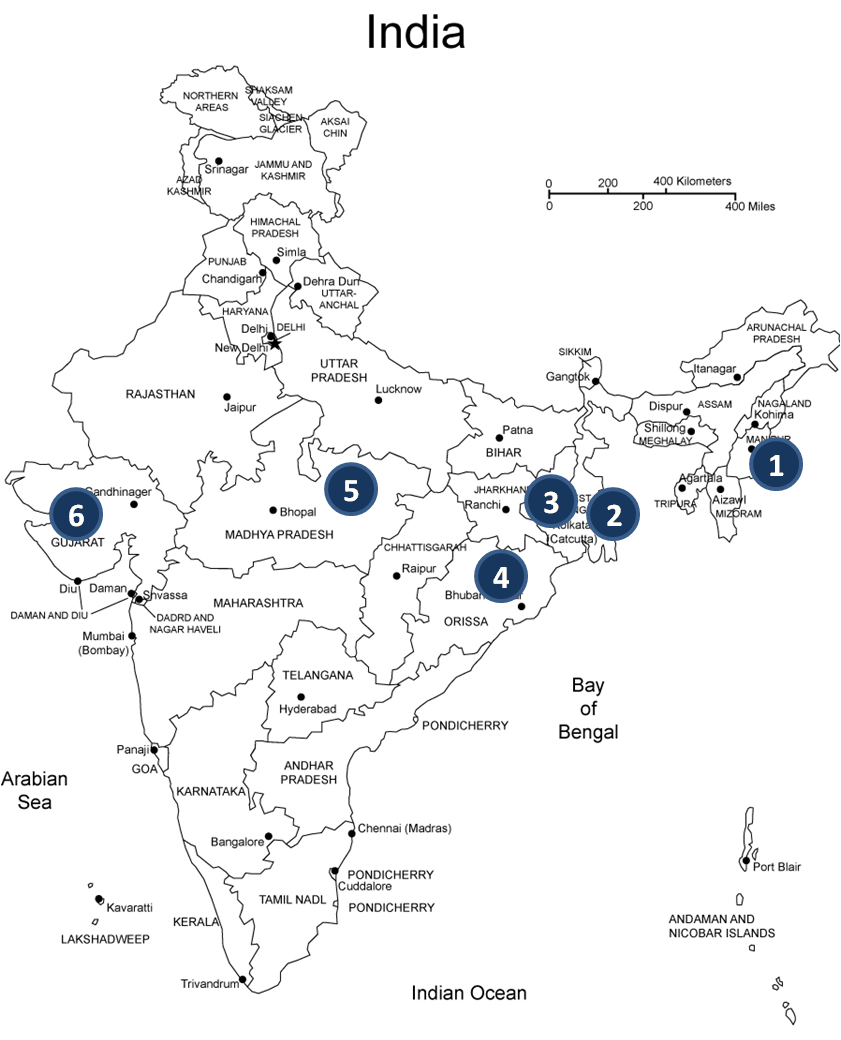 India
NORTHERN
AREAS
SHAKSAM
VALLEY
SIACHEN
GLACIER
AKSAI
CHIN
Srinagar
JAMMU AND
KASHMIR
AZAD
KASHMIR
0 200 400 Kilometers
0 200 400 Miles
HIMACHAL
PRADESH
Simla
PUNJAB
Chandigarh
Dehra Dun
UTTAR-
ANCHAL
HARYANA
Delhi
DELHI
New Delhi
ARUNACHAL
PRADESH
Itanagar
SIKKIM
Gangtok
UTTAR
PRADESH
Lucknow
RAJASTHAN
Jaipur
Dispur
ASSAM
NAGALAND
Kohima
Shillong
MEGHALAY
Patna
BIHAR
1
Agartala
TRIPURA
Aizawl
MIZORAM
5
JHARKHAN
Ranchi
3
2
Kolkata
(Catcutta)
6
GUJARAT
Bhopal
MADHYA PRADESH
CHHATTISGARAH
Raipur
4
ORISSA
Diu
Daman
Shvassa
DAMAN AND DIU
DADRD AND
NAGAR HAVELI
MAHARASHTRA
Mumbai
(Bombay)
TELANGANA
Hyderabad
Bay
of
Bengal
PONDICHERRY
Panaji
GOA
Arabian
Sea
ANDHAR
PRADESH
KARNATAKA
Bangalore
Chennai (Madras)
PONDICHERRY
Cuddalore
PONDICHERRY
TAMIL NADL
Port Blair
Kavaratti
LAKSHADWEEP
KERALA
ANDAMAN AND
NICOBAR ISLANDS
Trivandrum
Indian Ocean